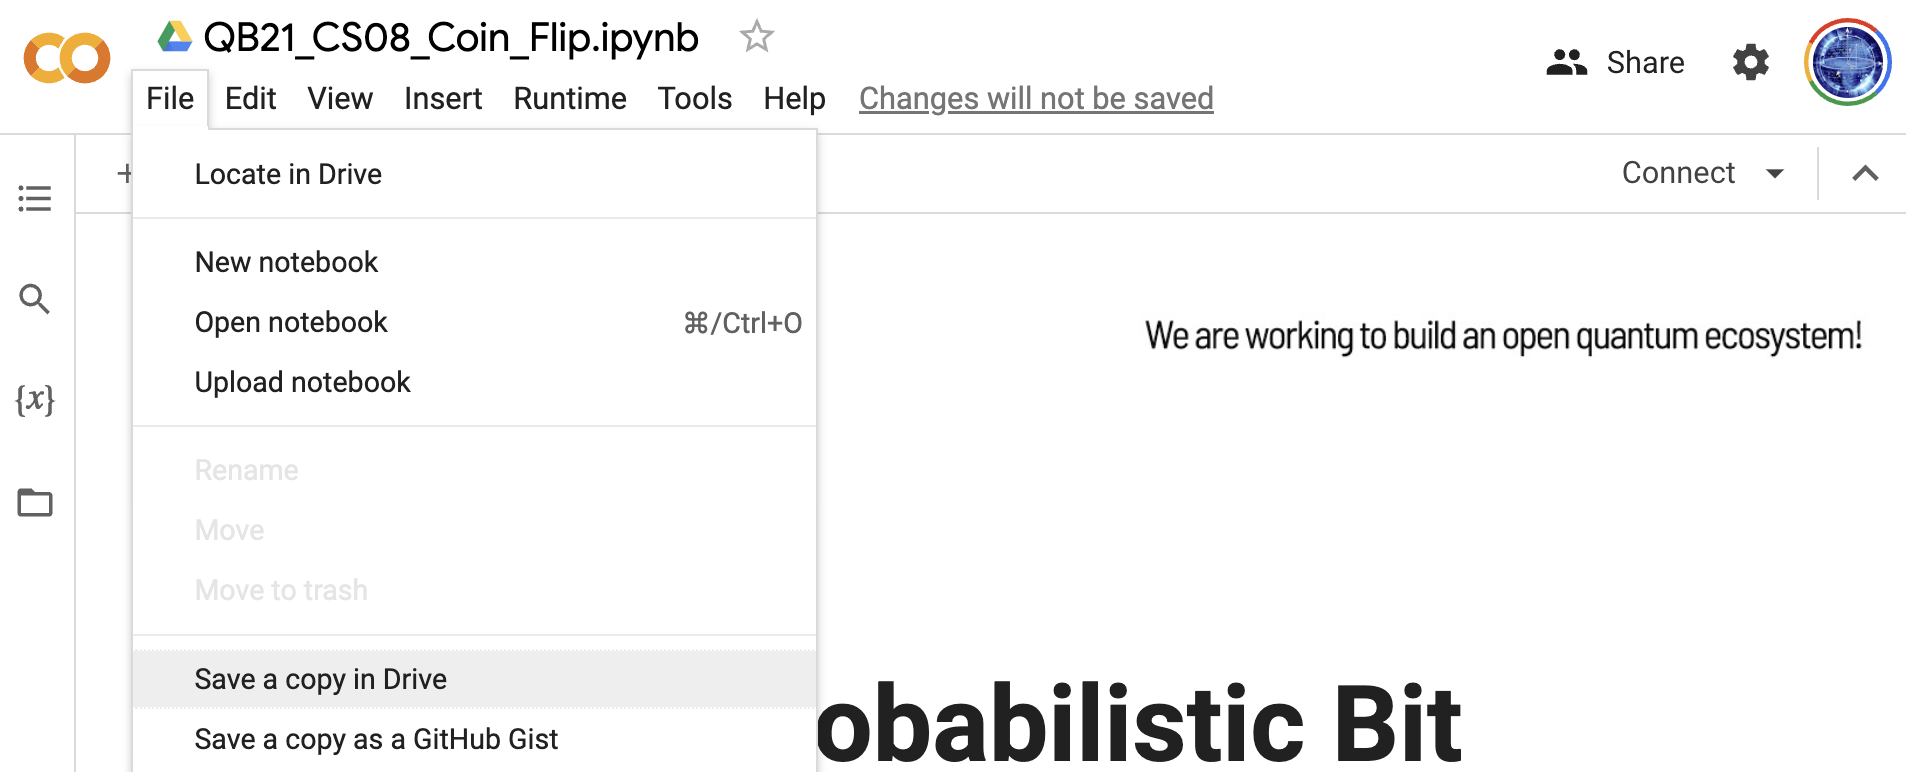 QB21_CS08_Coin_Flip.ipynb
File Edit View Insert Runtime Tools Help Changes will not be saved
Share
Locate in Drive
Connect
New notebook
Open notebook ⌘/Ctrl+O
Upload notebook
We are working to build an open quantum ecosystem!
Rename
Move
Move to trash
Save a copy in Drive
Save a copy as a GitHub Gist
obabilistic Bit
{x}